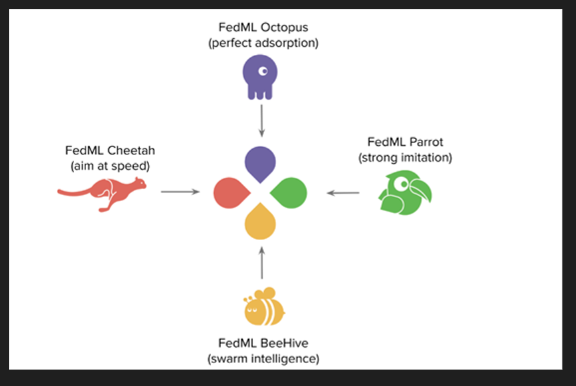 FedML Octopus
(perfect adsorption)
FedML Cheetah
(aim at speed)
FedML Parrot
(strong imitation)
FedML BeeHive
(swarm intelligence)